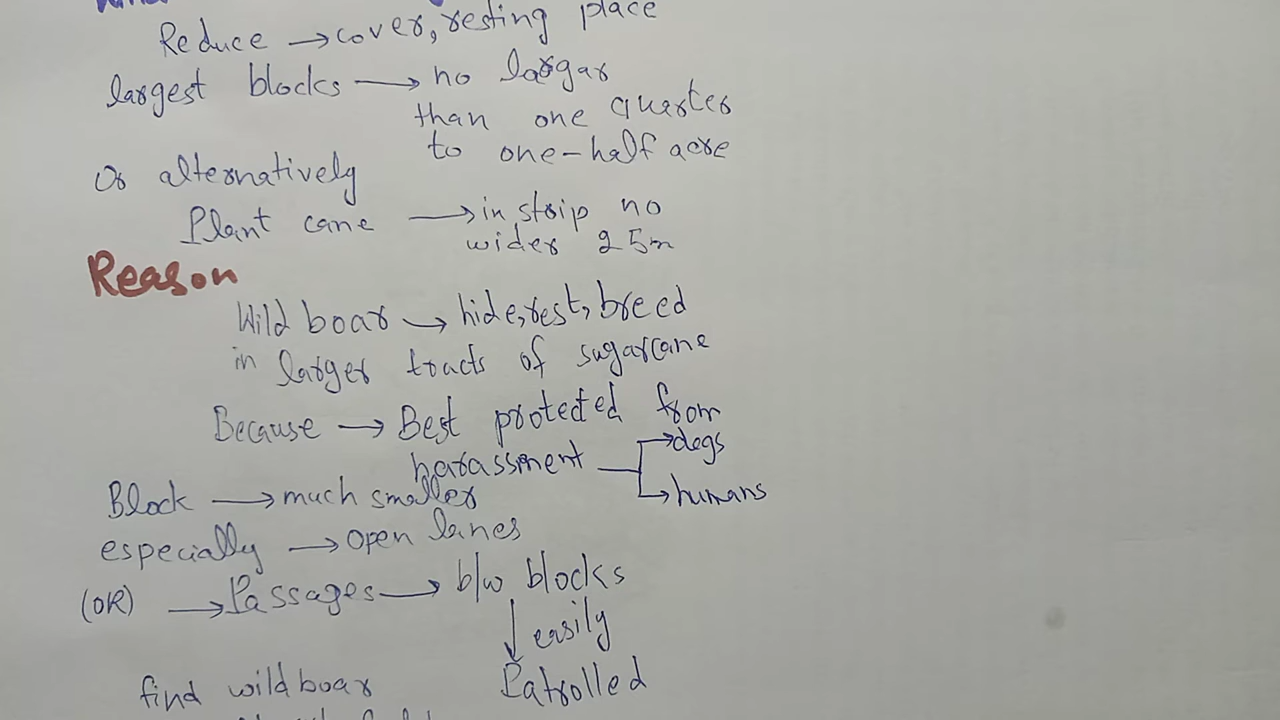 Reduce → cover, resting place
largest blocks → no largar
than one quarter
to one-half acre
Or alternatively
Plant cane → in strip no
wider 25m
Reason
Wild boar → hide, rest, breed
in larger tracts of sugarcane
Because → Best protected from
harassment → dogs
→ humans
Block → much smaller
especially → open lanes
(OR) → Passages → b/w blocks
↓ easily
Patrolled
find wild boar